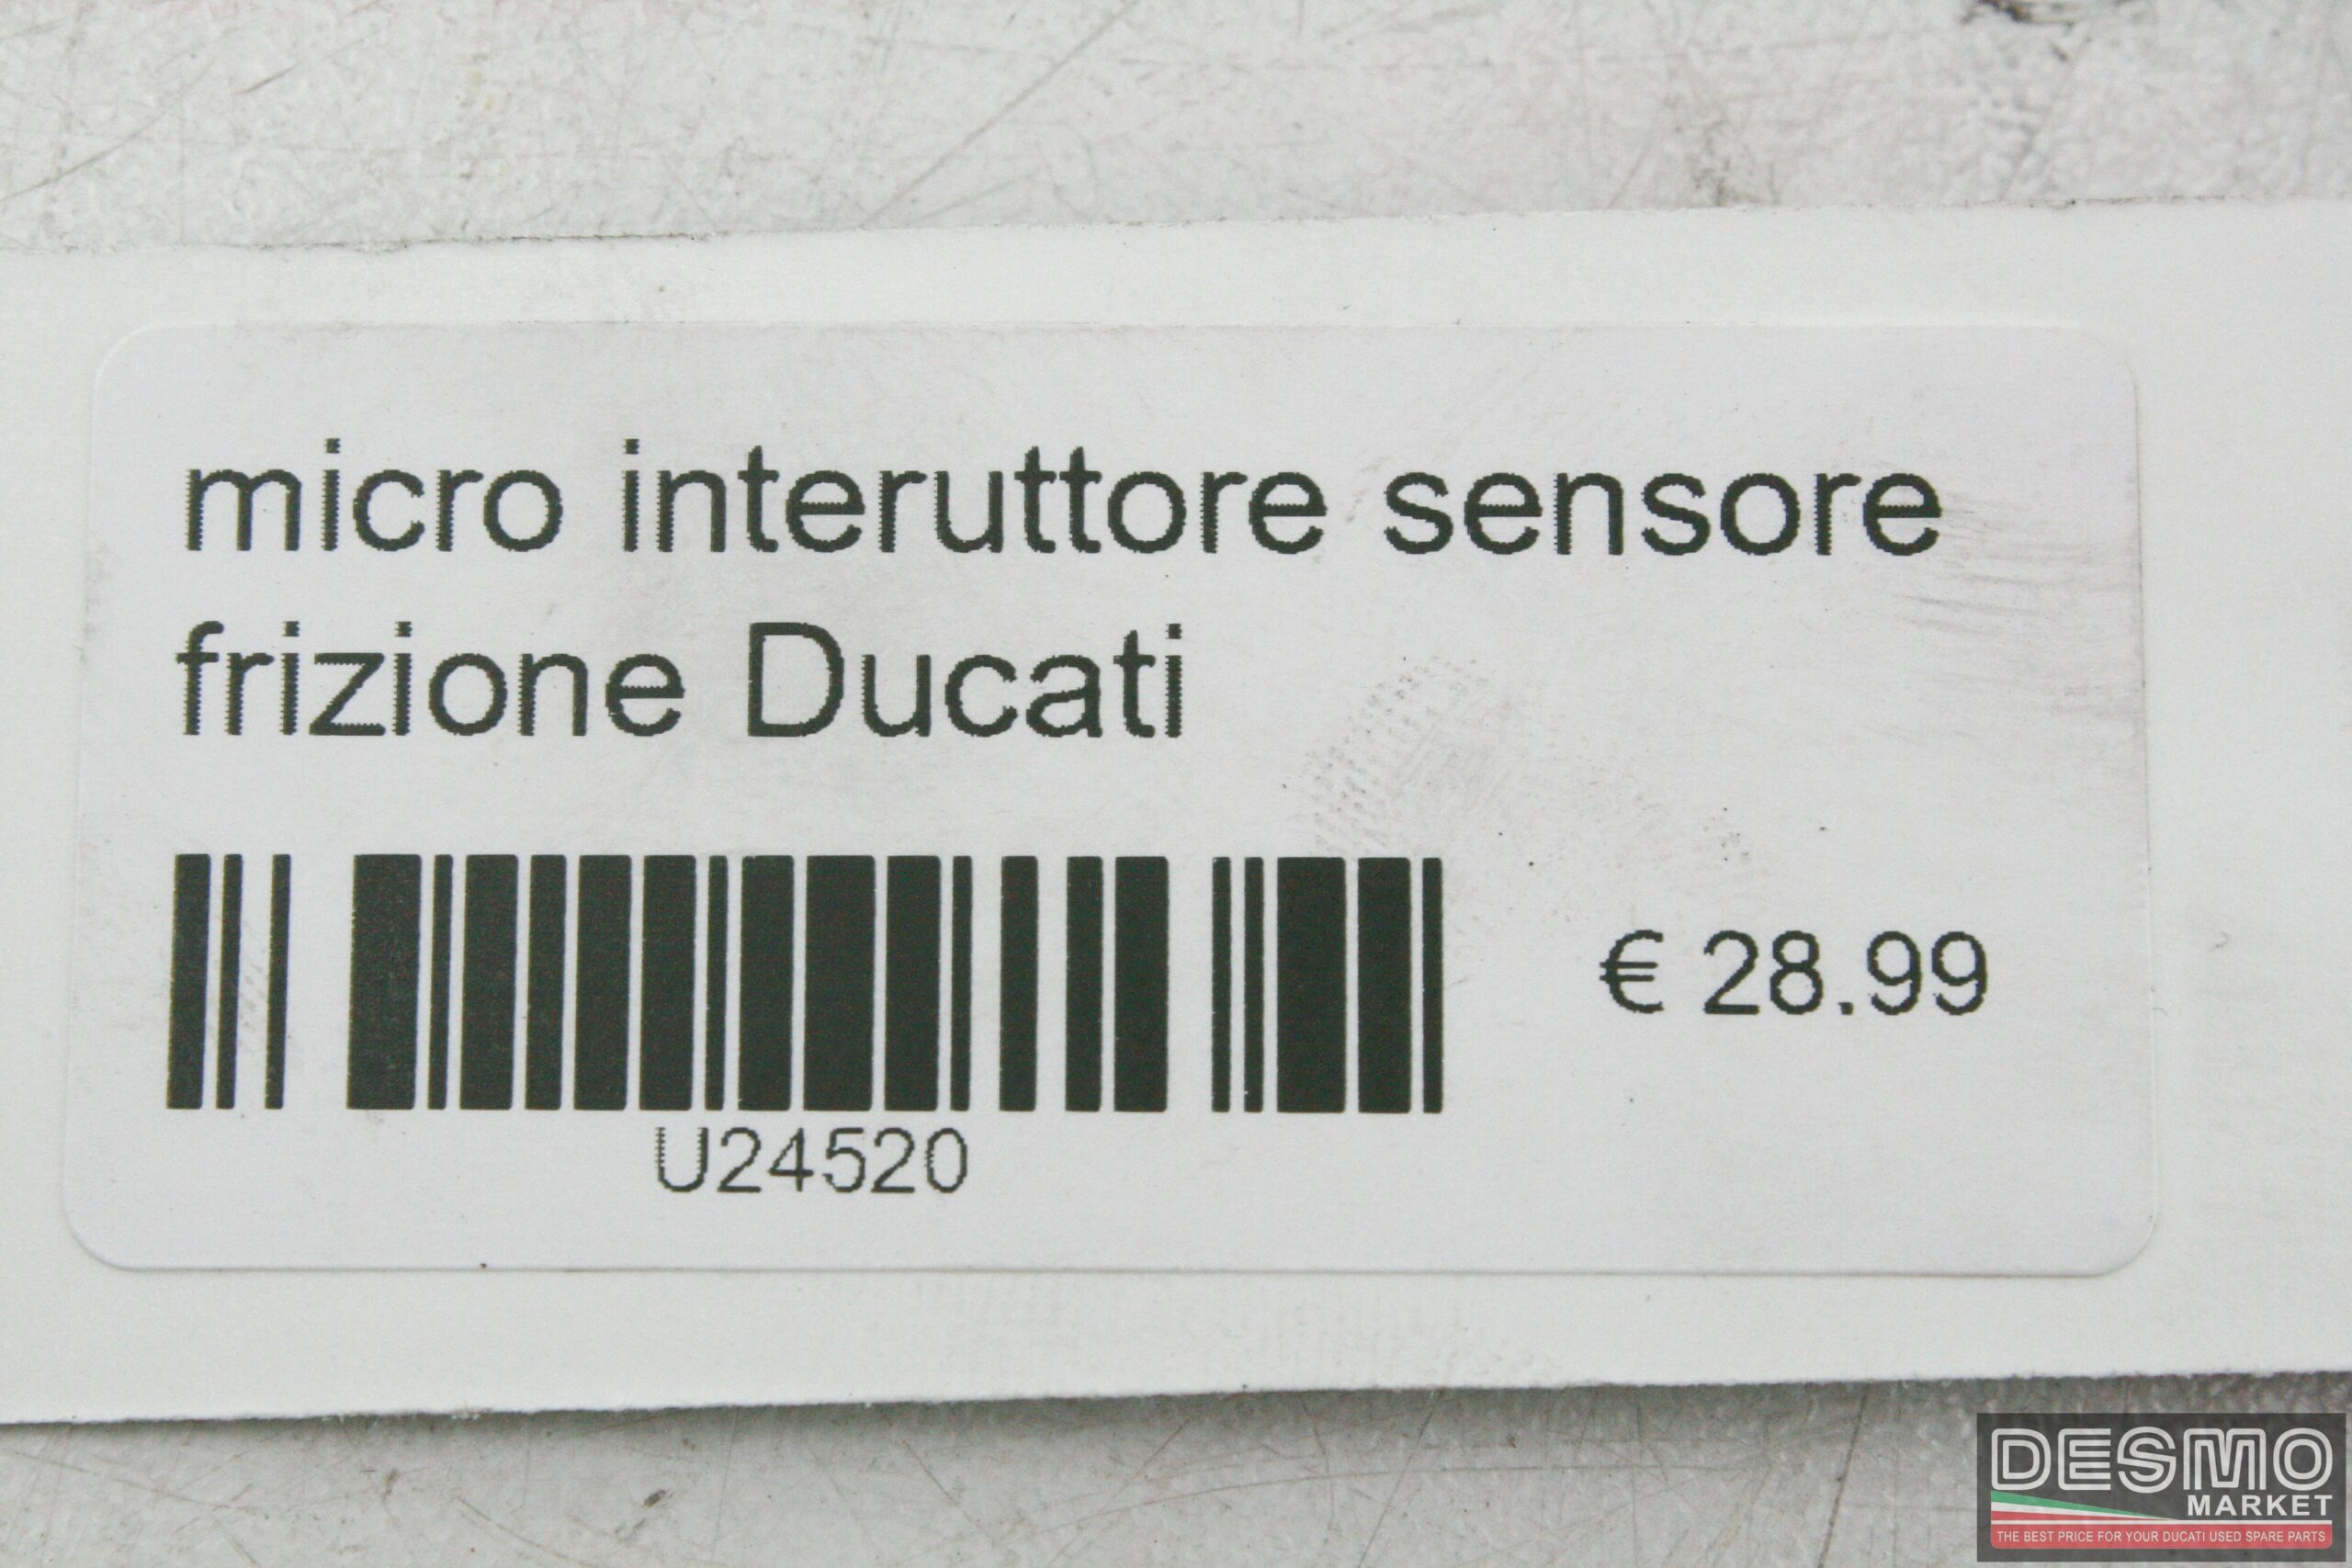 micro interuttore sensore
frizione Ducati
€ 28.99
U24520
DESMO
MARKET
THE BEST PRICE FOR YOUR DUCATI USED SPARE PARTS